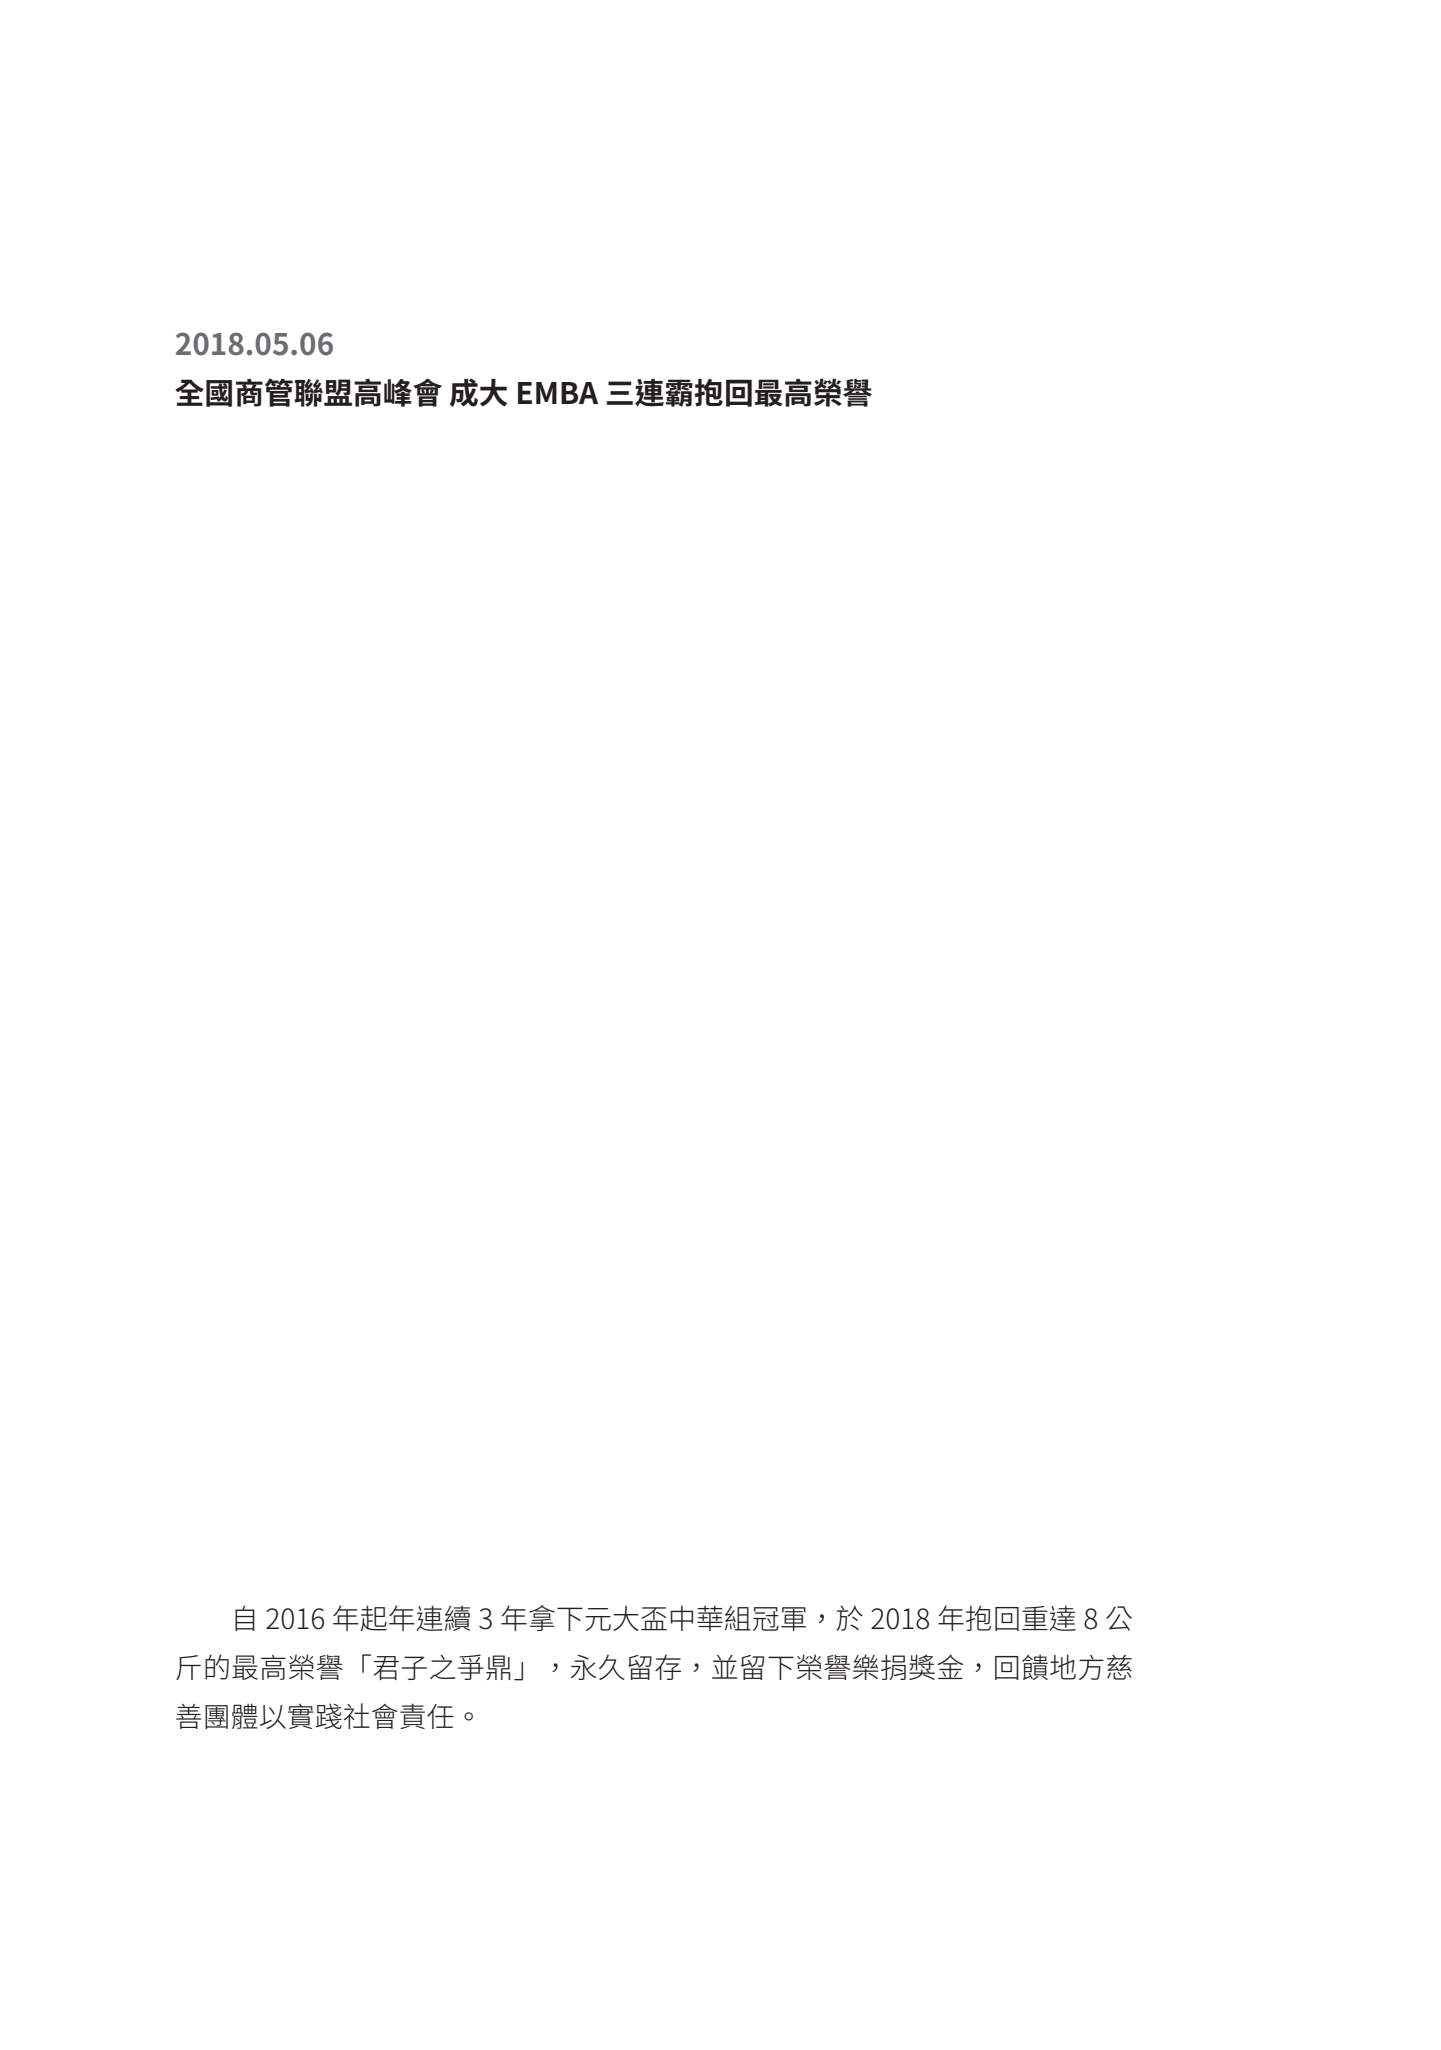 2018.05.06
全國商管聯盟高峰會 成大 EMBA 三連霸抱回最高榮譽
自 2016 年起年連續 3 年拿下元大盃中華組冠軍，於 2018 年抱回重達 8 公
斤的最高榮譽「君子之爭鼎」，永久留存，並留下榮譽樂捐獎金，回饋地方慈
善團體以實踐社會責任。